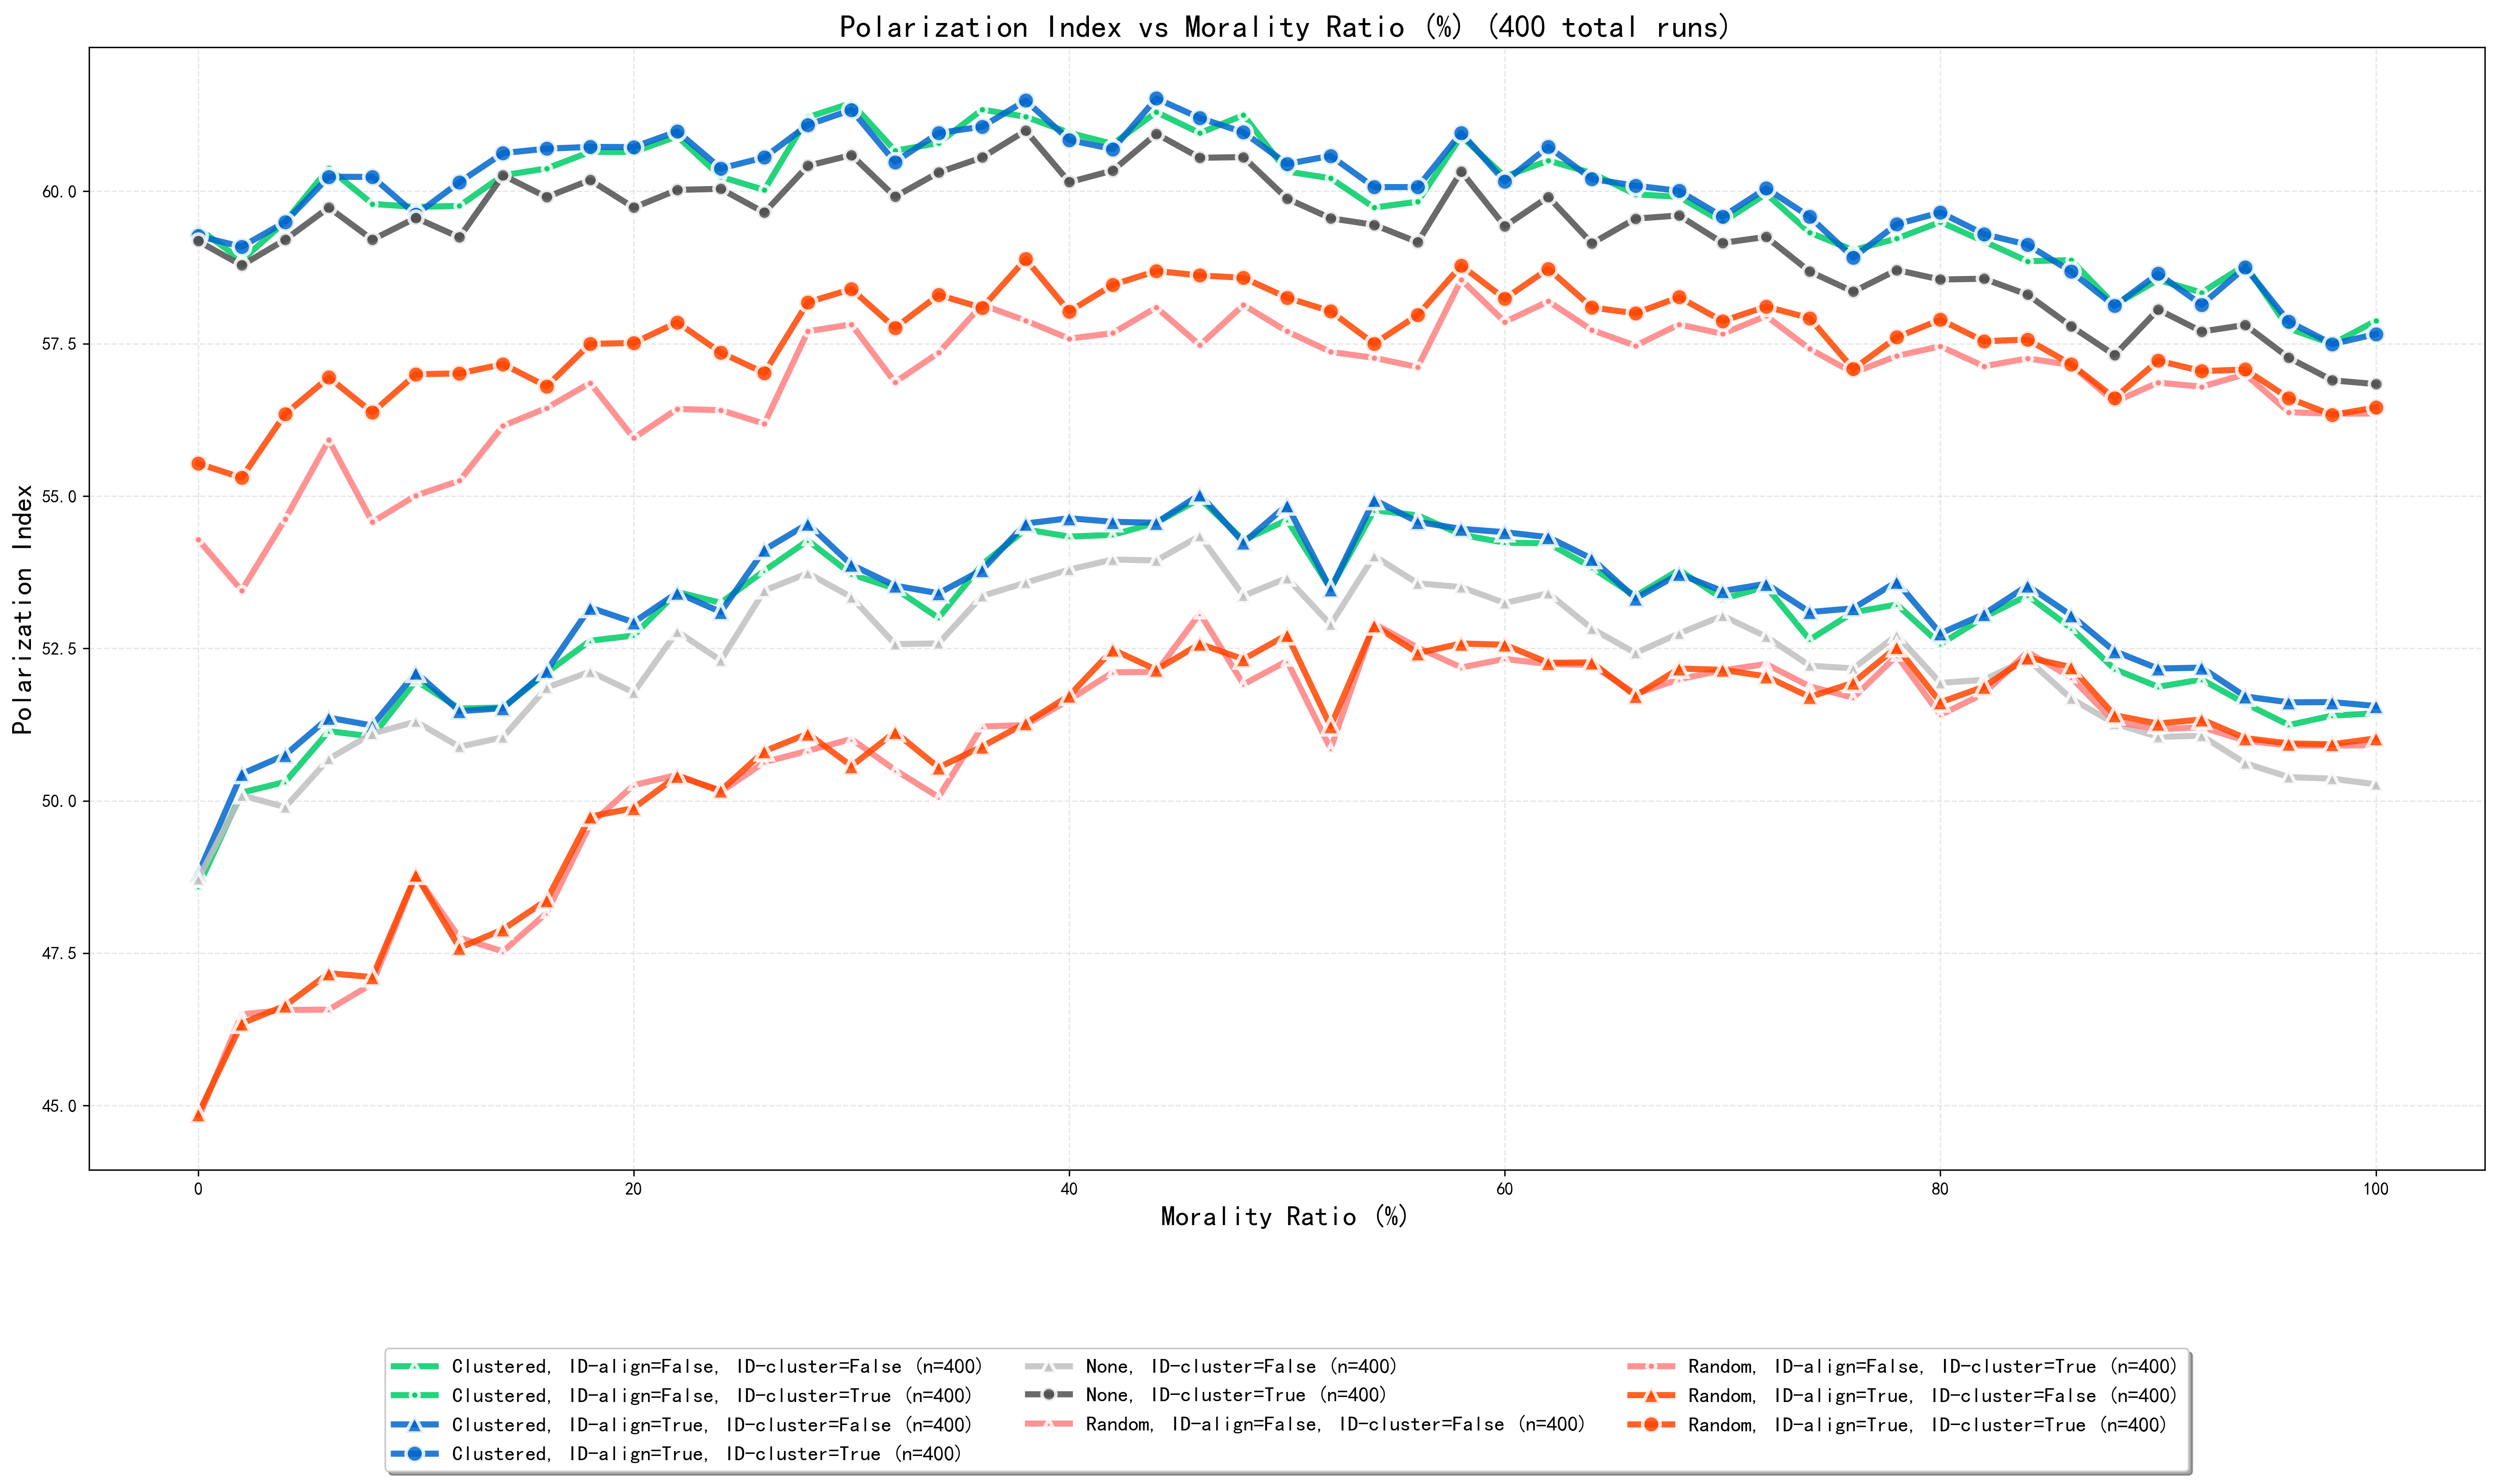 Polarization Index vs Morality Ratio (%) (400 total runs)
Polarization Index
60.0
57.5
55.0
52.5
50.0
47.5
45.0
0 20 40 60 80 100
Morality Ratio (%)
Clustered, ID-align=False, ID-cluster=False (n=400)
Clustered, ID-align=False, ID-cluster=True (n=400)
Clustered, ID-align=True, ID-cluster=False (n=400)
Clustered, ID-align=True, ID-cluster=True (n=400)
None, ID-cluster=False (n=400)
None, ID-cluster=True (n=400)
Random, ID-align=False, ID-cluster=False (n=400)
Random, ID-align=False, ID-cluster=True (n=400)
Random, ID-align=True, ID-cluster=False (n=400)
Random, ID-align=True, ID-cluster=True (n=400)